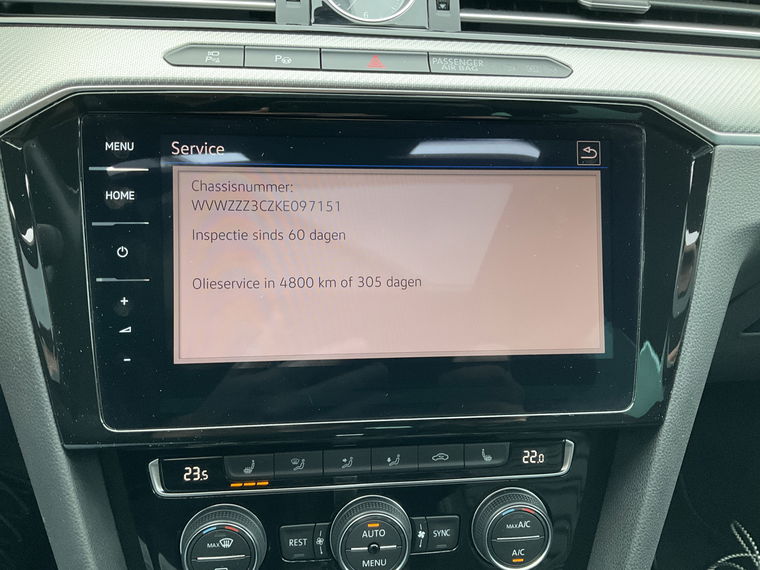 PASSENGER
AIR BAG
MENU
Service
Chassisnummer:
HOME
WVWZZZ3CZKE097151
Inspectie sinds 60 dagen
Olieservice in 4800 km of 305 dagen
+
-
23.5
22.0
MAX
REST
AUTO
MENU
SYNC
MAX A/C
A/C